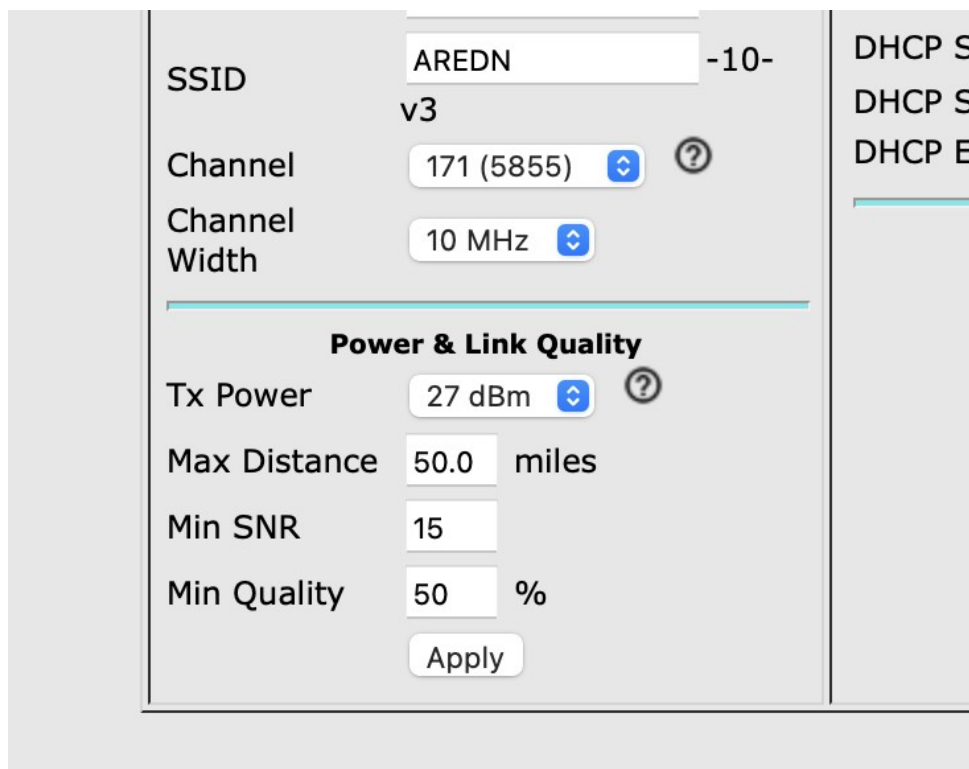 SSID AREDN -10-
v3
Channel 171 (5855)
Channel
Width 10 MHz
Power & Link Quality
Tx Power 27 dBm
Max Distance 50.0 miles
Min SNR 15
Min Quality 50 %
Apply
DHCP S
DHCP S
DHCP E